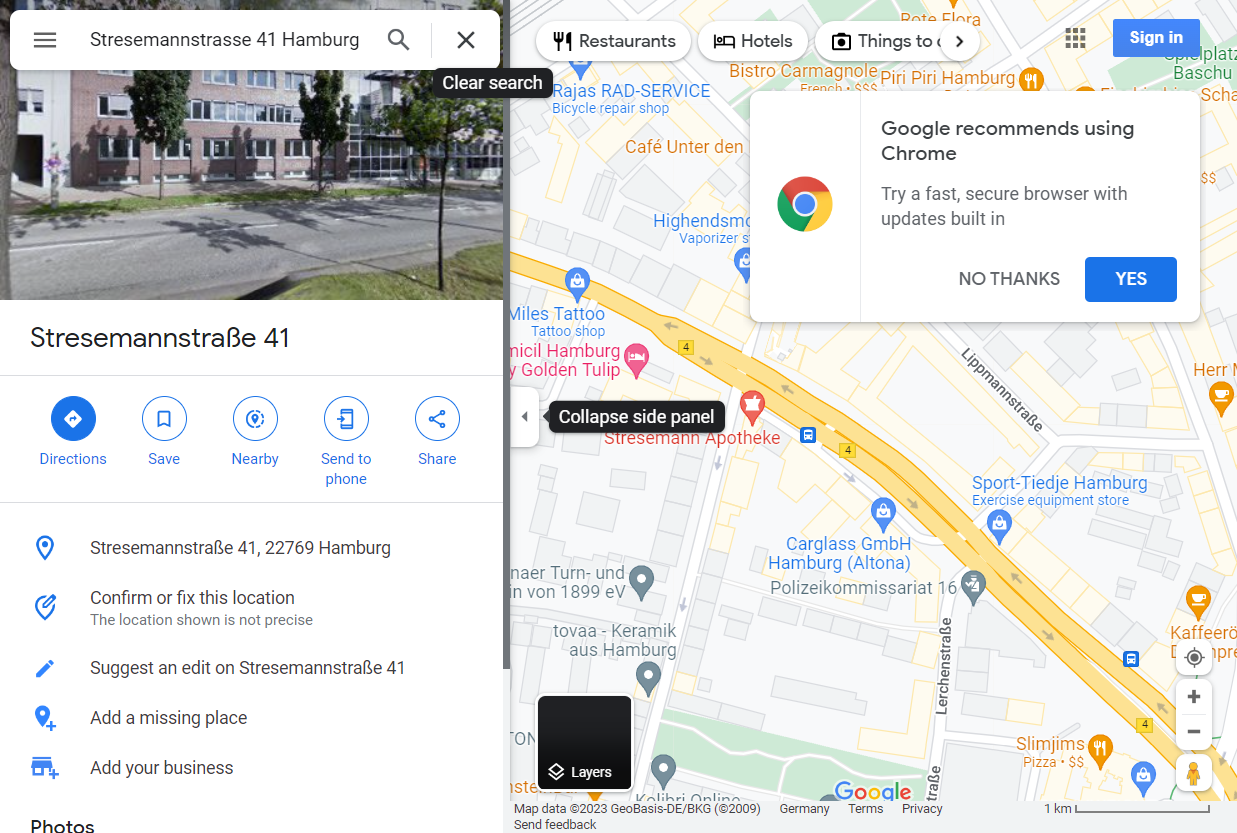 Stresemannstrasse 41 Hamburg
Clear search
Stresemannstraße 41
Directions
Save
Nearby
Send to
phone
Share
Stresemannstraße 41, 22769 Hamburg
Confirm or fix this location
The location shown is not precise
Suggest an edit on Stresemannstraße 41
Add a missing place
Add your business
Photos
Collapse side panel
Restaurants
Hotels
Things to
Sign in
Rote Flora
Bistro Carmagnole
French • $$$
Piri Piri Hamburg
Spielplatz
Baschu
Rajas RAD-SERVICE
Bicycle repair shop
Café Unter den
Google recommends using
Chrome
Try a fast, secure browser with
updates built in
NO THANKS
YES
$$
Highendsmo
Vaporizer st
Miles Tattoo
Tattoo shop
micil Hamburg
y Golden Tulip
4
Lippmannstraße
Herr
Stresemann Apotheke
4
Sport-Tiedje Hamburg
Exercise equipment store
Carglass GmbH
Hamburg (Altona)
naer Turn- und
in von 1899 eV
Polizeikommissariat 16
tovaa - Keramik
aus Hamburg
Kaffeerö
Lerchenstraße
4
Slimjims
Pizza • $$
Layers
Kolibri Online
Google
straße
Map data ©2023 GeoBasis-DE/BKG (©2009)
Germany
Terms
Privacy
1 km
Send feedback